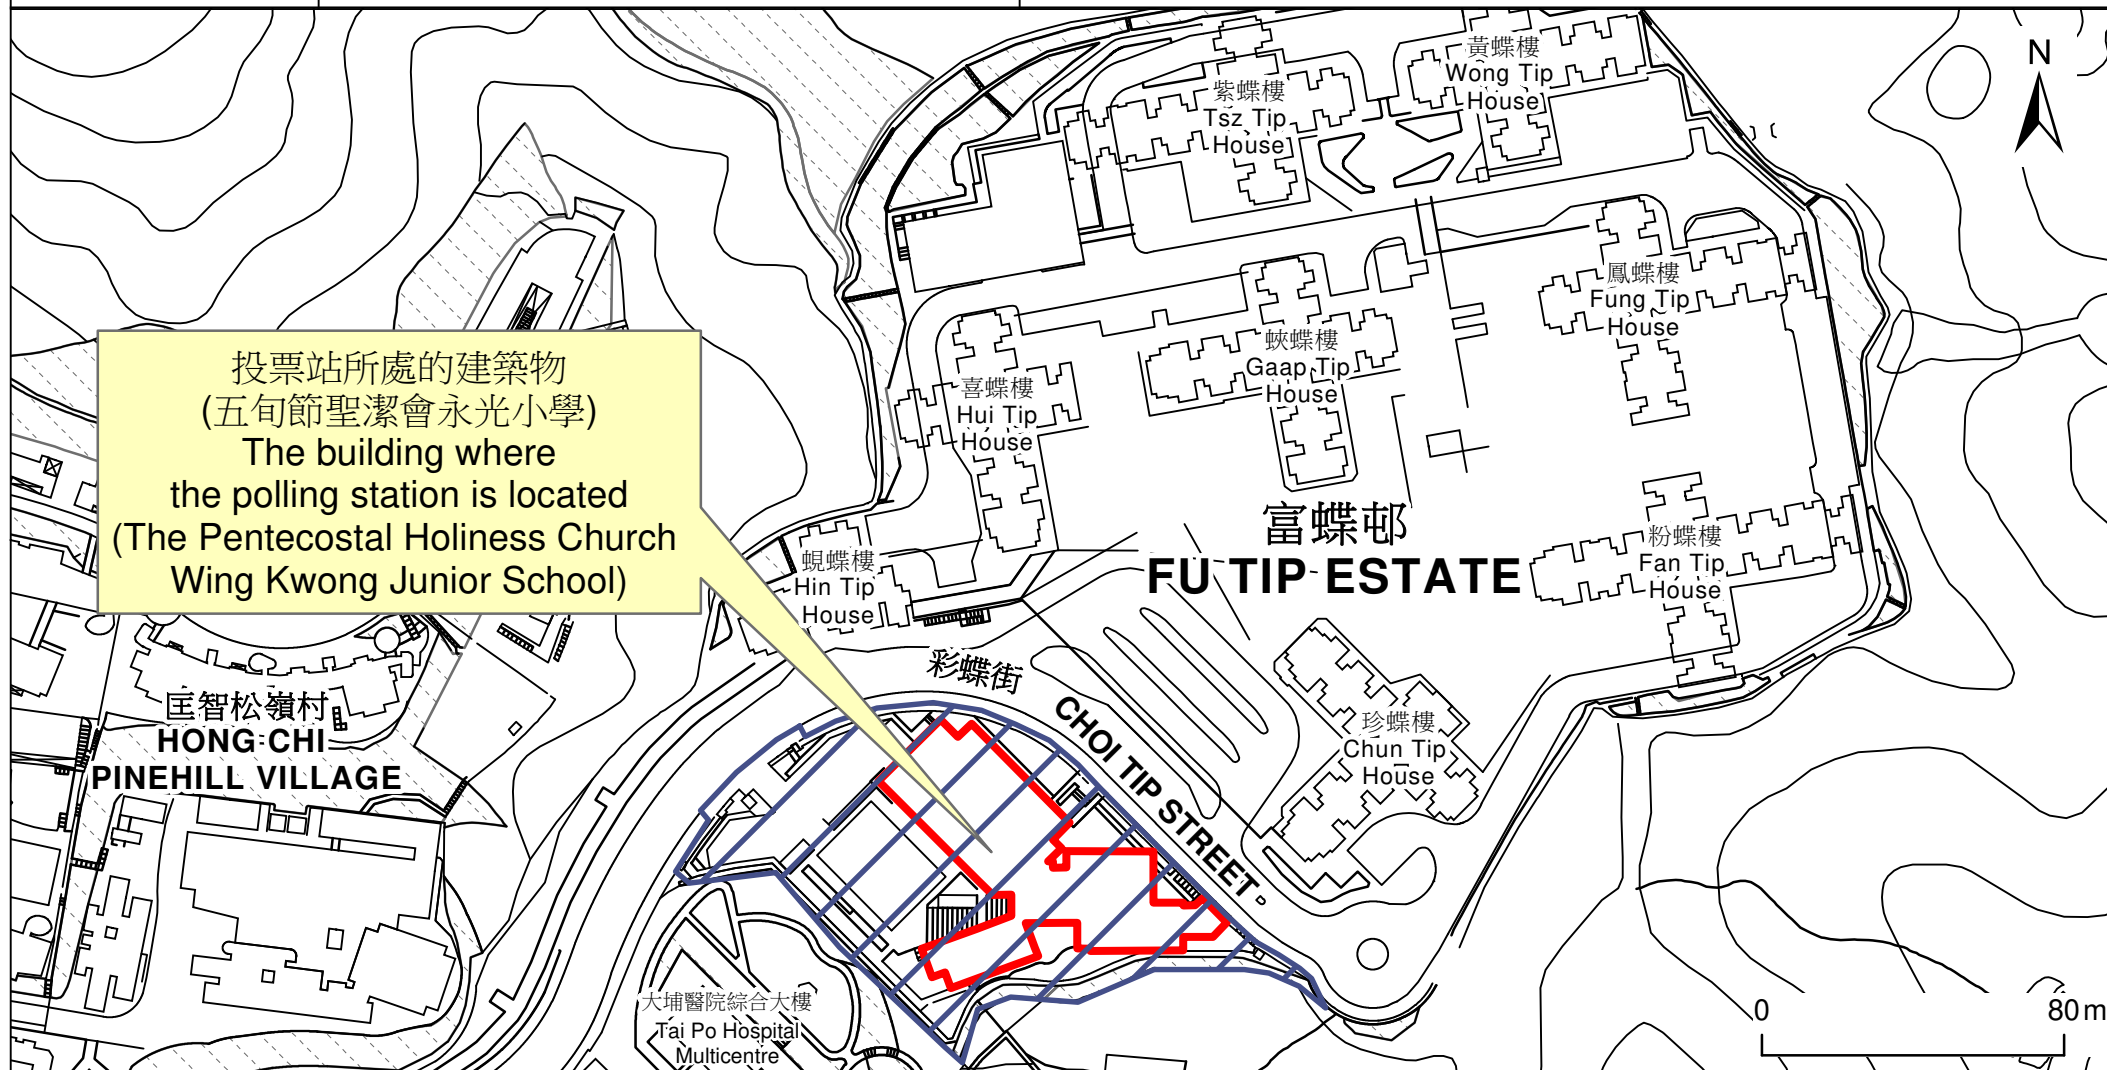 黃蝶樓
Wong Tip
House
N
紫蝶樓
Tsz Tip
House
鳳蝶樓
Fung Tip
House
蛺蝶樓
Gaap Tip
House
喜蝶樓
Hui Tip
House
投票站所處的建築物
(五旬節聖潔會永光小學)
The building where
the polling station is located
(The Pentecostal Holiness Church
Wing Kwong Junior School)
富蝶邨
FU TIP ESTATE
粉蝶樓
Fan Tip
House
蜆蝶樓
Hin Tip
House
彩蝶街
CHOI TIP STREET
匡智松嶺村
HONG CHI
PINEHILL VILLAGE
珍蝶樓
Chun Tip
House
大埔醫院綜合大樓
Tai Po Hospital
Multicentre
0 80m